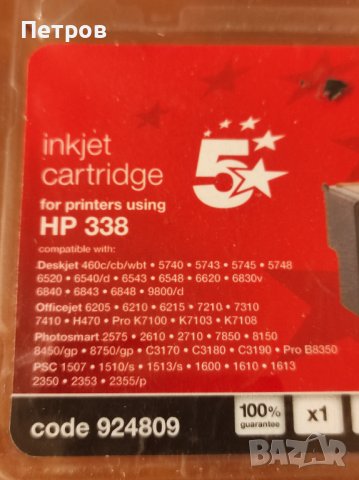 Петров
inkjet
cartridge
5
for printers using
HP 338
compatible with:
Deskjet 460c/cb/wbt • 5740 • 5743 • 5745 • 5748
6520 • 6540/d • 6543 • 6548 • 6620 • 6830v
6840 • 6843 • 6848 • 9800/d
Officejet 6205 • 6210 • 6215 • 7210 • 7310
7410 • H470 • Pro K7100 • K7103 • K7108
Photosmart 2575 • 2610 • 2710 • 7850 • 8150
8450/gp • 8750/gp • C3170 • C3180 • C3190 • Pro B8350
PSC 1507 • 1510/s • 1513/s • 1600 • 1610 • 1613
2350 • 2353 • 2355/p
code 924809
100%
guarantee
x1
BAZAR